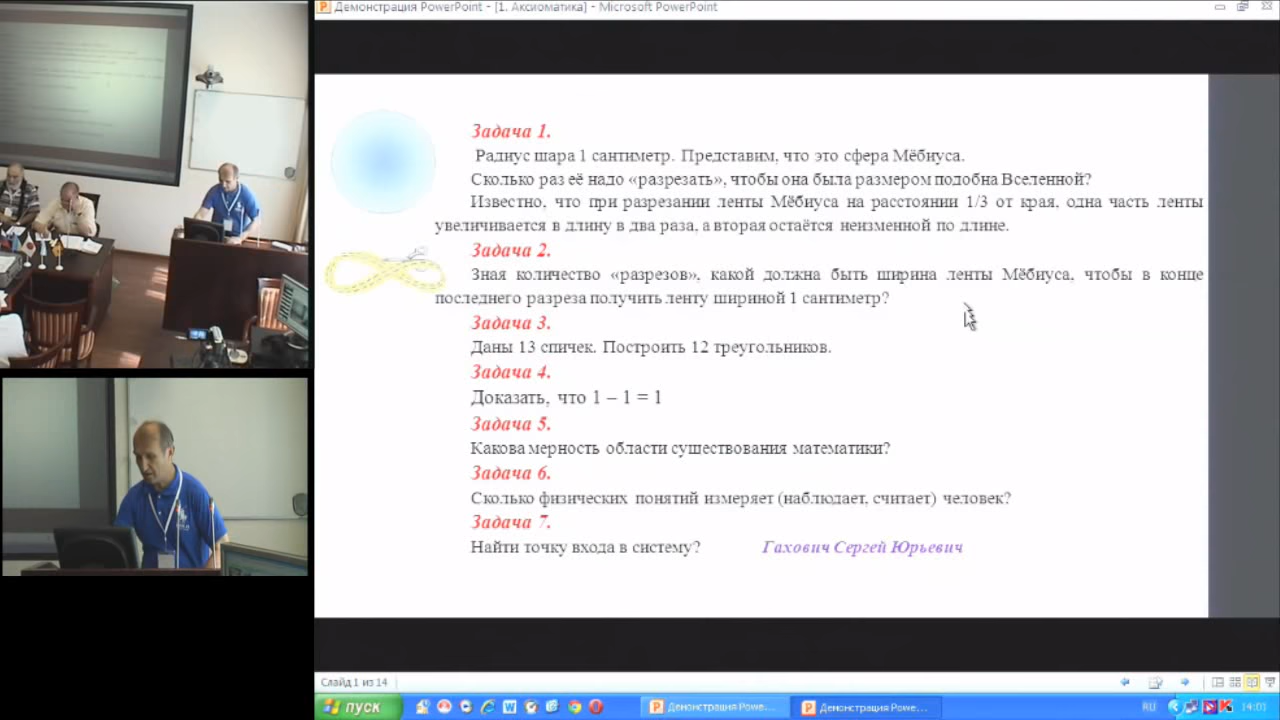 Демонстрация PowerPoint - [1. Аксиоматика] - Microsoft PowerPoint
Задача 1.
Радиус шара 1 сантиметр. Представим, что это сфера Мёбиуса.
Сколько раз её надо «разрезать», чтобы она была размером подобна Вселенной?
Известно, что при разрезании ленты Мёбиуса на расстоянии 1/3 от края, одна часть ленты
увеличивается в длину в два раза, а вторая остаётся неизменной по длине.
Задача 2.
Зная количество «разрезов», какой должна быть ширина ленты Мёбиуса, чтобы в конце
последнего разреза получить ленту шириной 1 сантиметр?
Задача 3.
Даны 13 спичек. Построить 12 треугольников.
Задача 4.
Доказать, что 1 – 1 = 1
Задача 5.
Какова мерность области существования математики?
Задача 6.
Сколько физических понятий измеряет (наблюдает, считает) человек?
Задача 7.
Найти точку входа в систему? Гахович Сергей Юрьевич
Слайд 1 из 14
пуск
Демонстрация Powe...
Демонстрация Powe...
RU
14:01